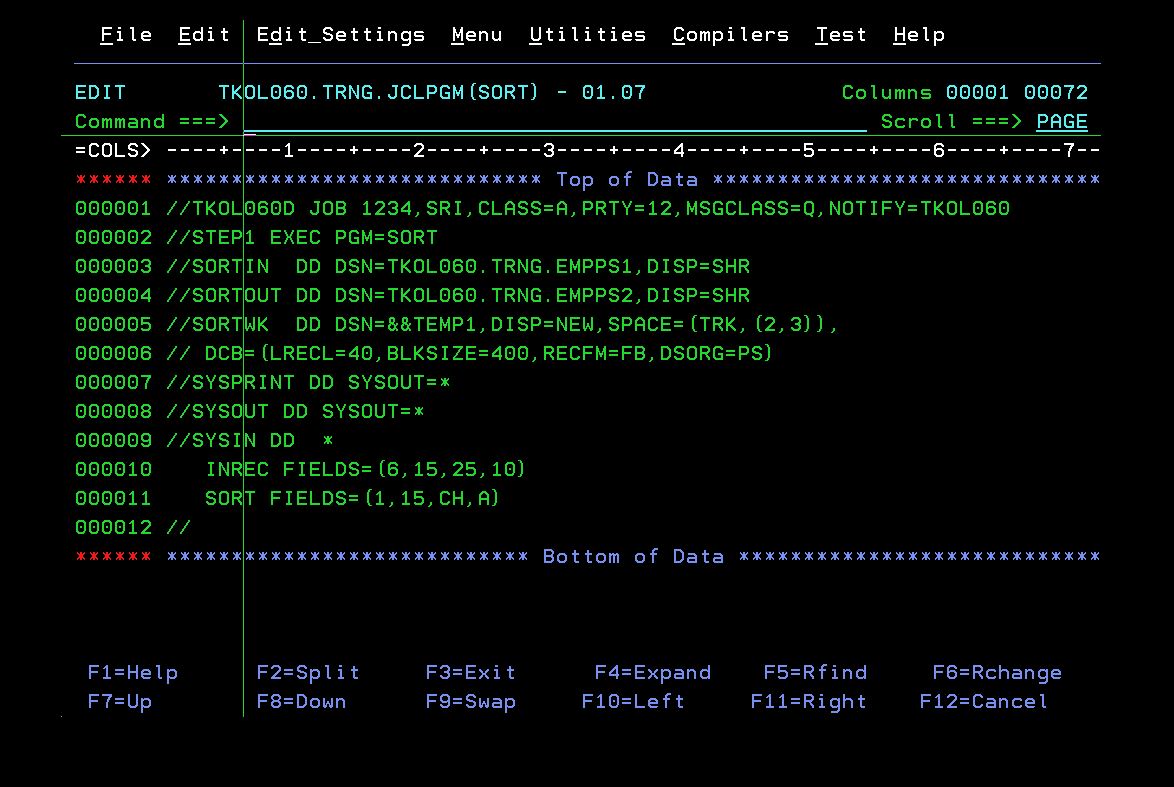 File  Edit  Edit_Settings  Menu  Utilities  Compilers  Test  Help
EDIT       TKOL060.TRNG.JCLPGM(SORT) - 01.07               Columns 00001 00072
Command ===>                                                  Scroll ===> PAGE
=COLS> ----+----1----+----2----+----3----+----4----+----5----+----6----+----7--
****** ***************************** Top of Data ******************************
000001 //TKOL060D JOB 1234,SRI,CLASS=A,PRTY=12,MSGCLASS=Q,NOTIFY=TKOL060
000002 //STEP1 EXEC PGM=SORT
000003 //SORTIN  DD DSN=TKOL060.TRNG.EMPPS1,DISP=SHR
000004 //SORTOUT DD DSN=TKOL060.TRNG.EMPPS2,DISP=SHR
000005 //SORTWK  DD DSN=&&TEMP1,DISP=NEW,SPACE=(TRK,(2,3)),
000006 // DCB=(LRECL=40,BLKSIZE=400,RECFM=FB,DSORG=PS)
000007 //SYSPRINT DD SYSOUT=*
000008 //SYSOUT DD SYSOUT=*
000009 //SYSIN DD  *
000010    INREC FIELDS=(6,15,25,10)
000011    SORT FIELDS=(1,15,CH,A)
000012 //
****** **************************** Bottom of Data ****************************
F1=Help      F2=Split     F3=Exit      F4=Expand    F5=Rfind     F6=Rchange
F7=Up        F8=Down      F9=Swap     F10=Left     F11=Right    F12=Cancel